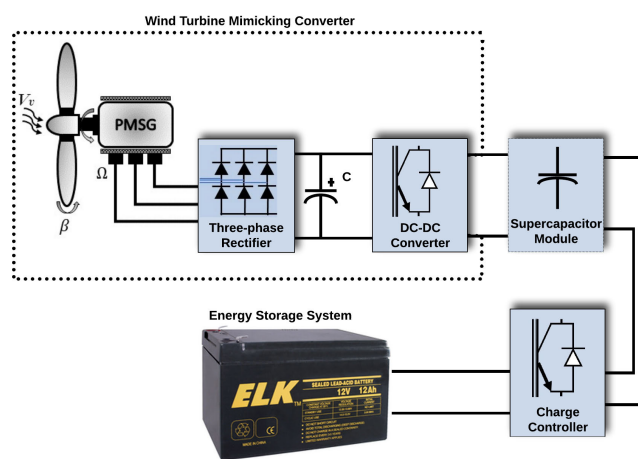 Wind Turbine Mimicking Converter
Vv
PMSG
Ω
β
C
Three-phase
Rectifier
DC-DC
Converter
Supercapacitor
Module
Energy Storage System
ELK
TM
SEALED LEAD-ACID BATTERY
12V 12Ah
MADE IN CHINA
Charge
Controller